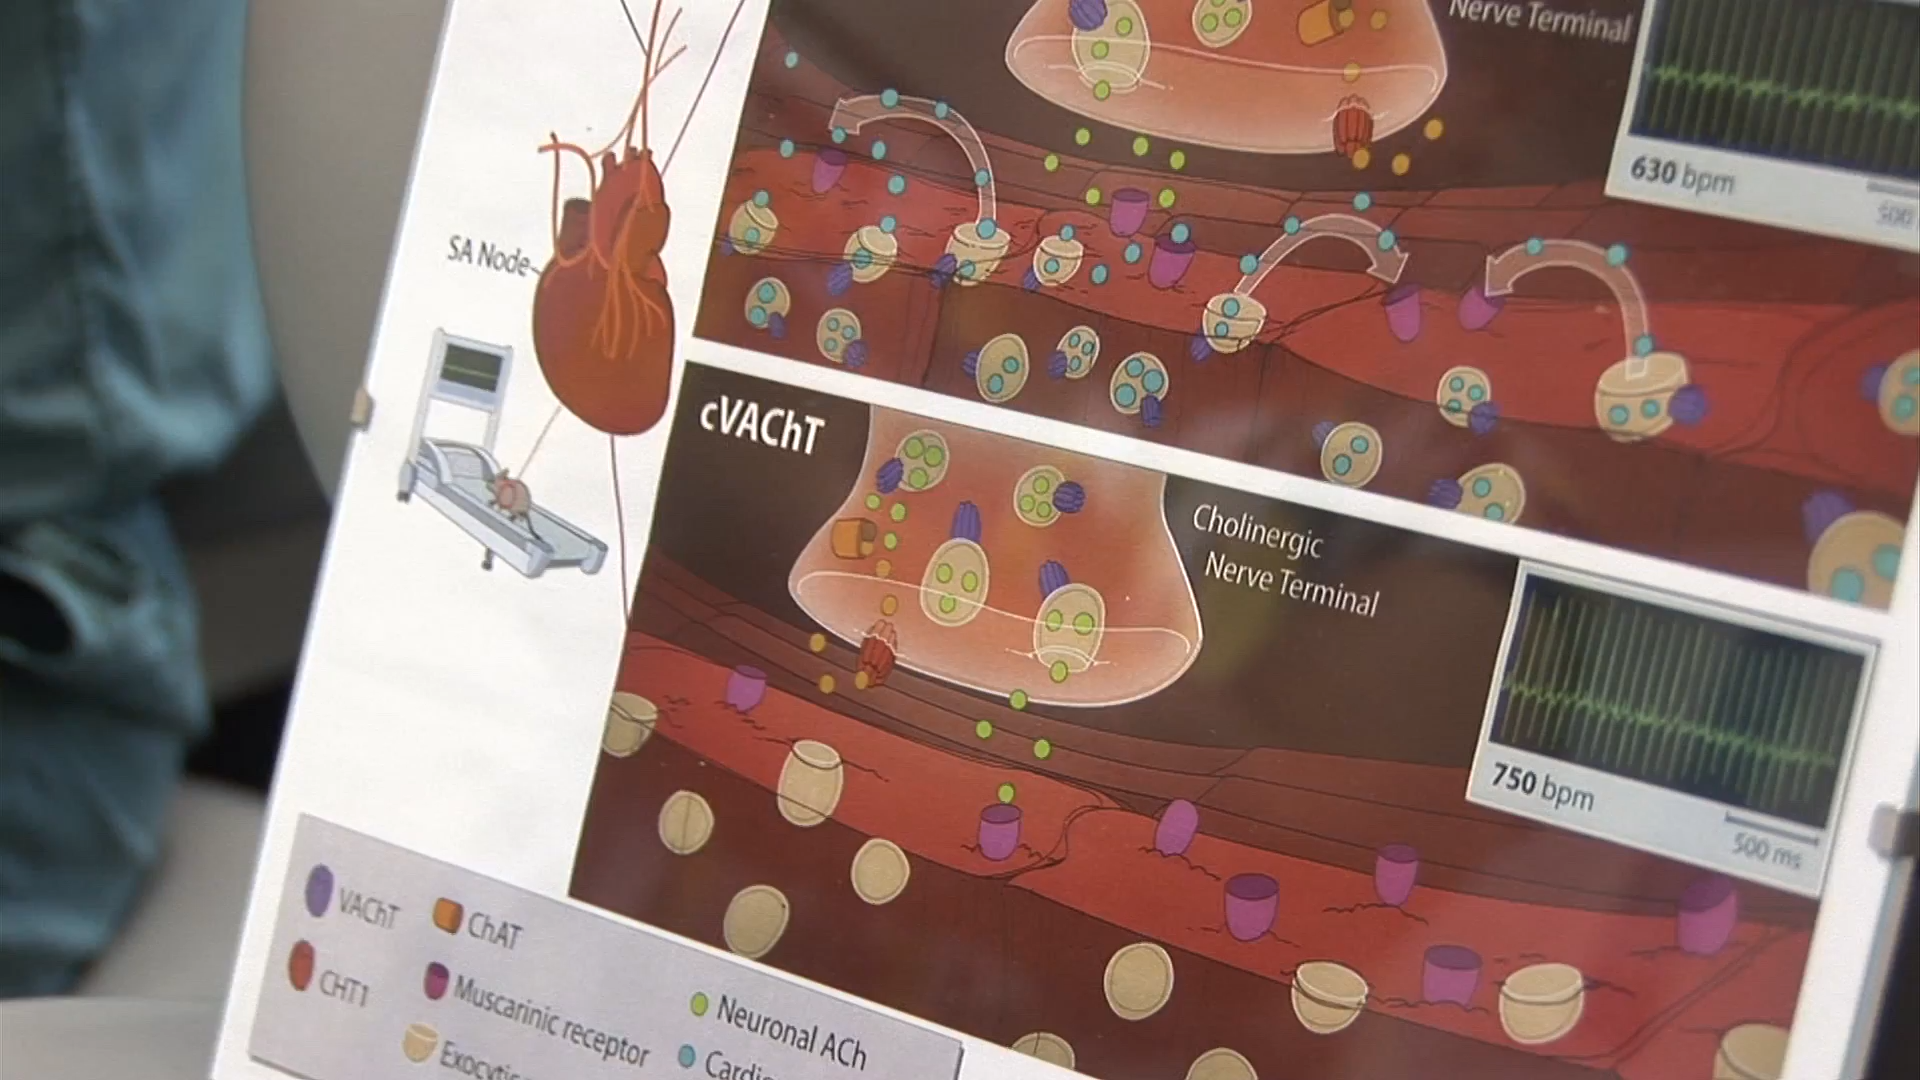 Nerve Terminal
630 bpm
500
SA Node
cVAChT
Cholinergic
Nerve Terminal
750 bpm
500 ms
VAChT
ChAT
CHT1
Muscarinic receptor
Neuronal ACh